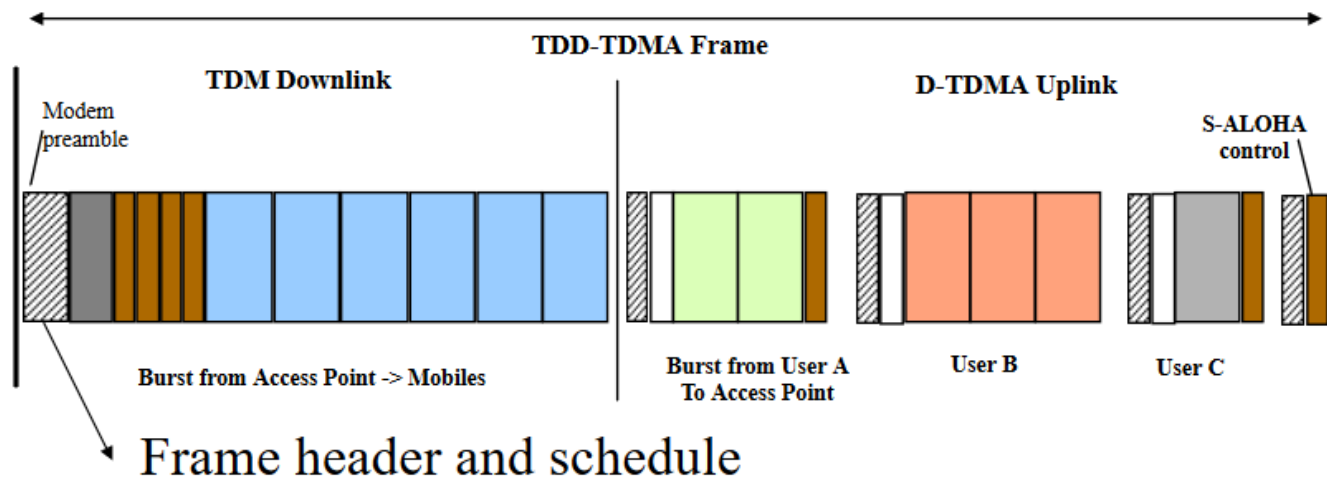 TDD-TDMA Frame
TDM Downlink
D-TDMA Uplink
Modem
preamble
S-ALOHA
control
Burst from Access Point -> Mobiles
Burst from User A
To Access Point
User B
User C
Frame header and schedule